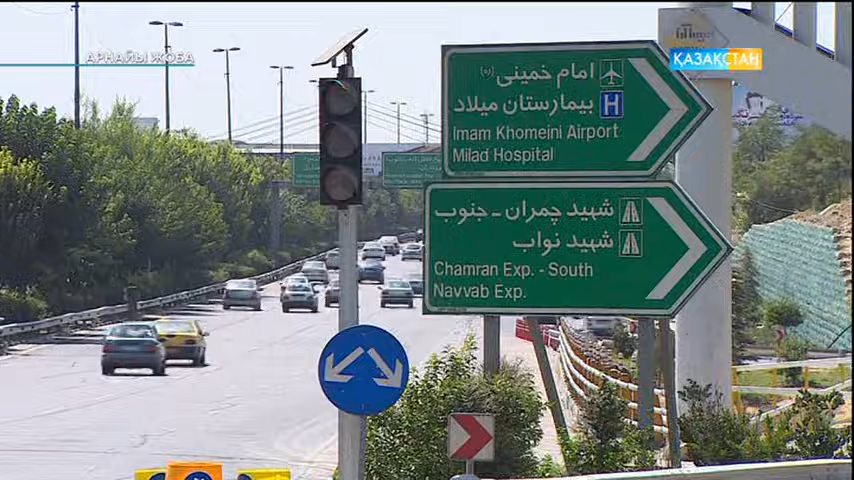 АРНАЙЫ ЖОБА
ҚАЗАҚСТАН
امام خمینی (ره)
بیمارستان میلاد H
Imam Khomeini Airport
Milad Hospital
شهید چمران - جنوب
شهید نواب
Chamran Exp. - South
Navvab Exp.